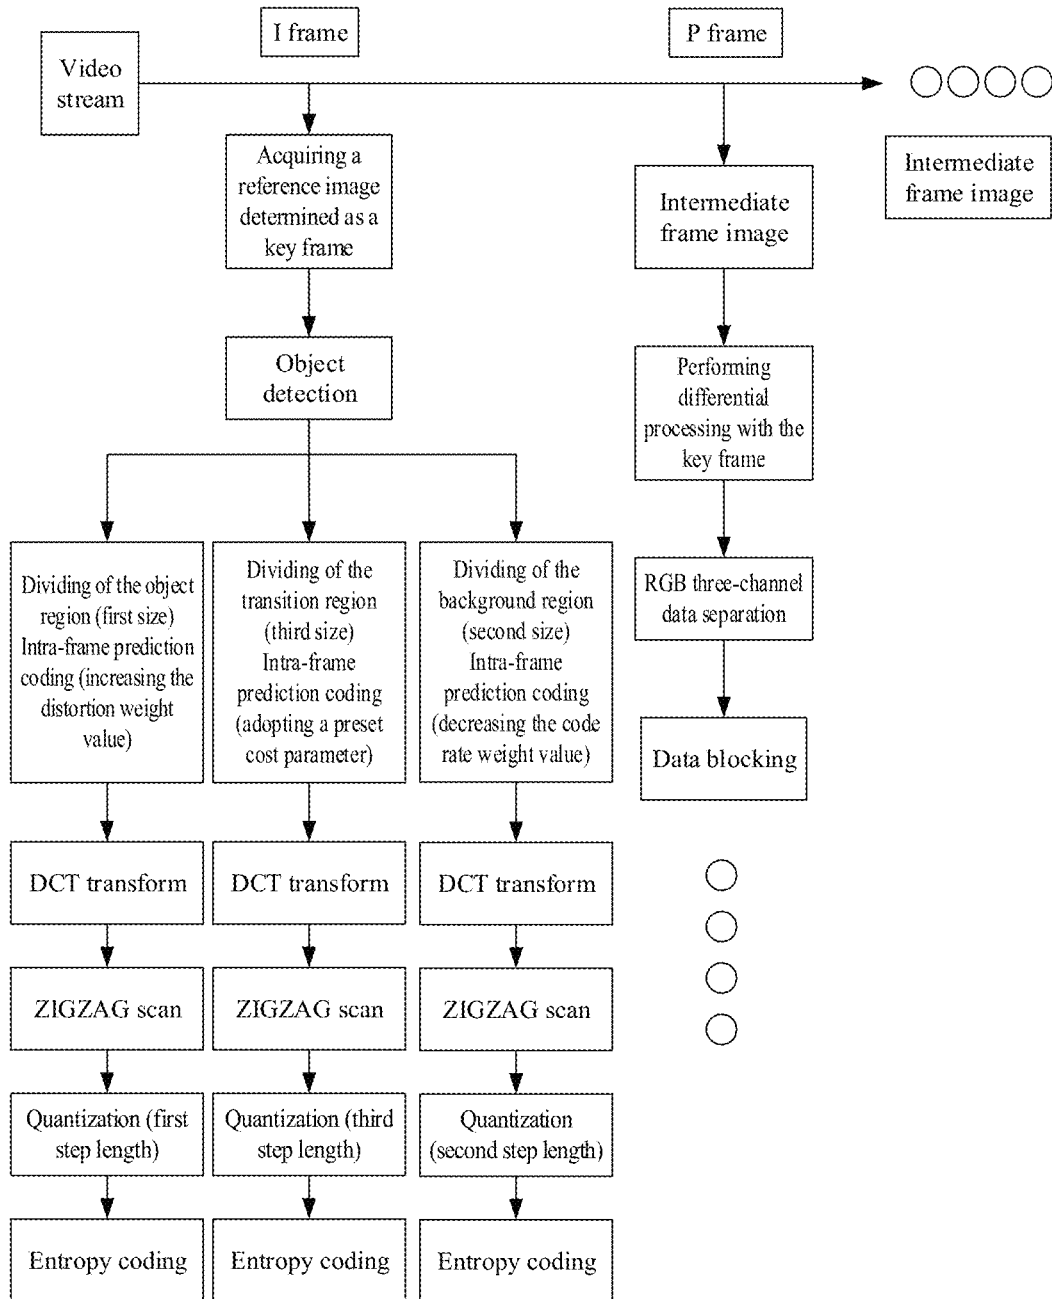 I frame
P frame
Video
stream
Acquiring a
reference image
determined as a
key frame
Intermediate
frame image
Intermediate
frame image
Object
detection
Performing
differential
processing with the
key frame
Dividing of the object
region (first size)
Intra-frame prediction
coding (increasing the
distortion weight
value)
Dividing of the
transition region
(third size)
Intra-frame
prediction coding
(adopting a preset
cost parameter)
Dividing of the
background region
(second size)
Intra-frame
prediction coding
(decreasing the code
rate weight value)
RGB three-channel
data separation
Data blocking
DCT transform
DCT transform
DCT transform
ZIGZAG scan
ZIGZAG scan
ZIGZAG scan
Quantization (first
step length)
Quantization (third
step length)
Quantization
(second step length)
Entropy coding
Entropy coding
Entropy coding